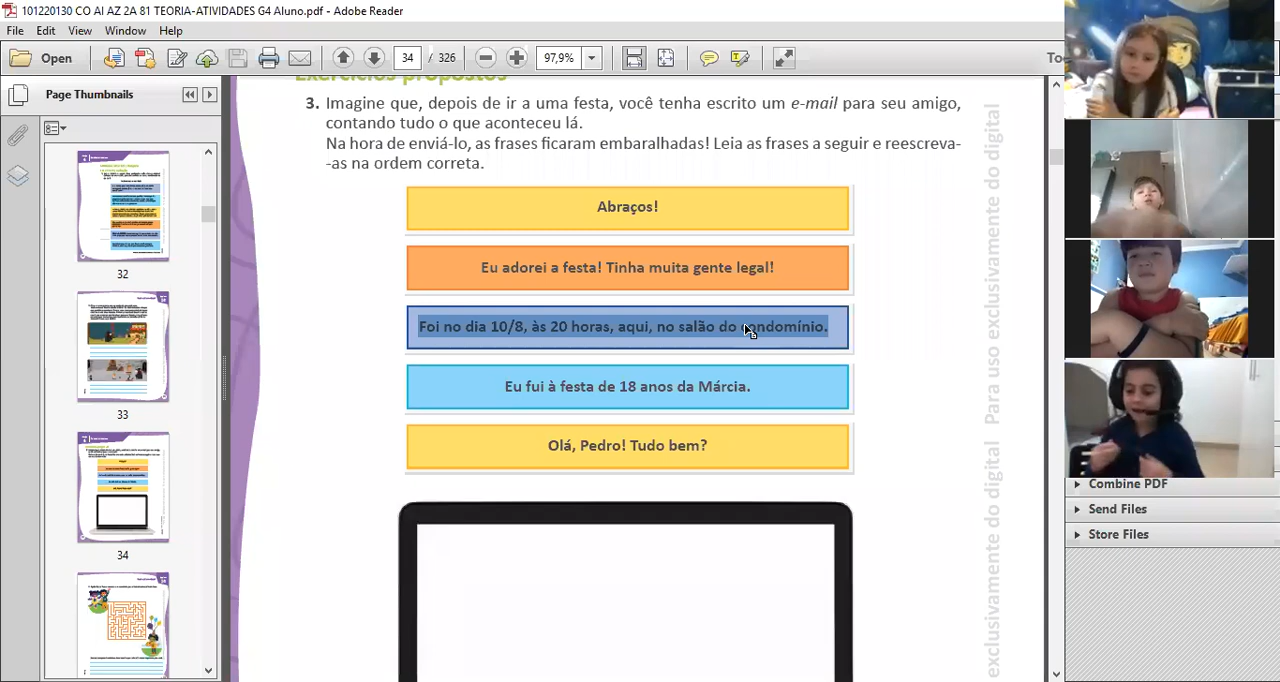 101220130 CO AI AZ 2A 81 TEORIA-ATIVIDADES G4 Aluno.pdf - Adobe Reader
File Edit View Window Help
Open 34 / 326 97,9%
Page Thumbnails
32
33
34
Exercícios propostos
3. Imagine que, depois de ir a uma festa, você tenha escrito um e-mail para seu amigo,
contando tudo o que aconteceu lá.
Na hora de enviá-lo, as frases ficaram embaralhadas! Leia as frases a seguir e reescreva-
-as na ordem correta.
Abraços!
Eu adorei a festa! Tinha muita gente legal!
Foi no dia 10/8, às 20 horas, aqui, no salão do condomínio.
Eu fui à festa de 18 anos da Márcia.
Olá, Pedro! Tudo bem?
Para uso exclusivamente do digital
exclusivamente do digital
Combine PDF
Send Files
Store Files